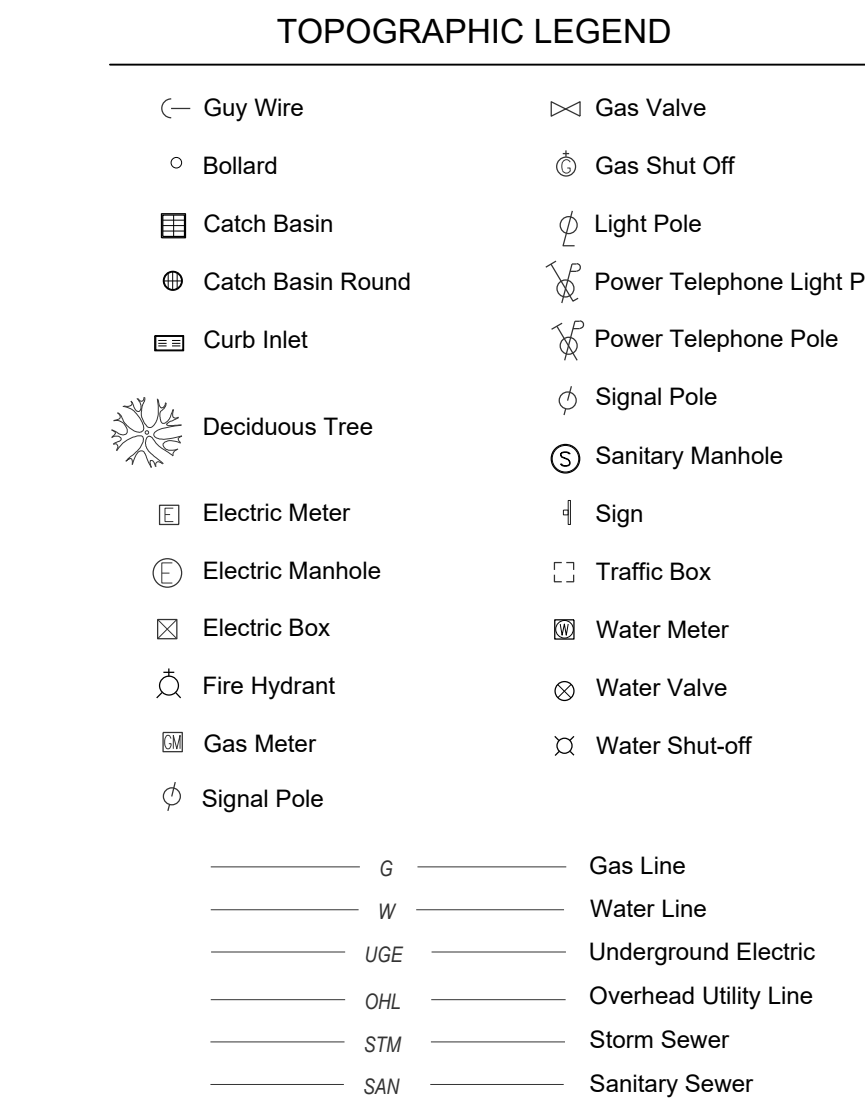 TOPOGRAPHIC LEGEND
Guy Wire
Bollard
Catch Basin
Catch Basin Round
Curb Inlet
Deciduous Tree
E Electric Meter
E Electric Manhole
Electric Box
Fire Hydrant
GM Gas Meter
Signal Pole
Gas Valve
G Gas Shut Off
Light Pole
Power Telephone Light P
Power Telephone Pole
Signal Pole
S Sanitary Manhole
Sign
Traffic Box
W Water Meter
Water Valve
Water Shut-off
G Gas Line
W Water Line
UGE Underground Electric
OHL Overhead Utility Line
STM Storm Sewer
SAN Sanitary Sewer